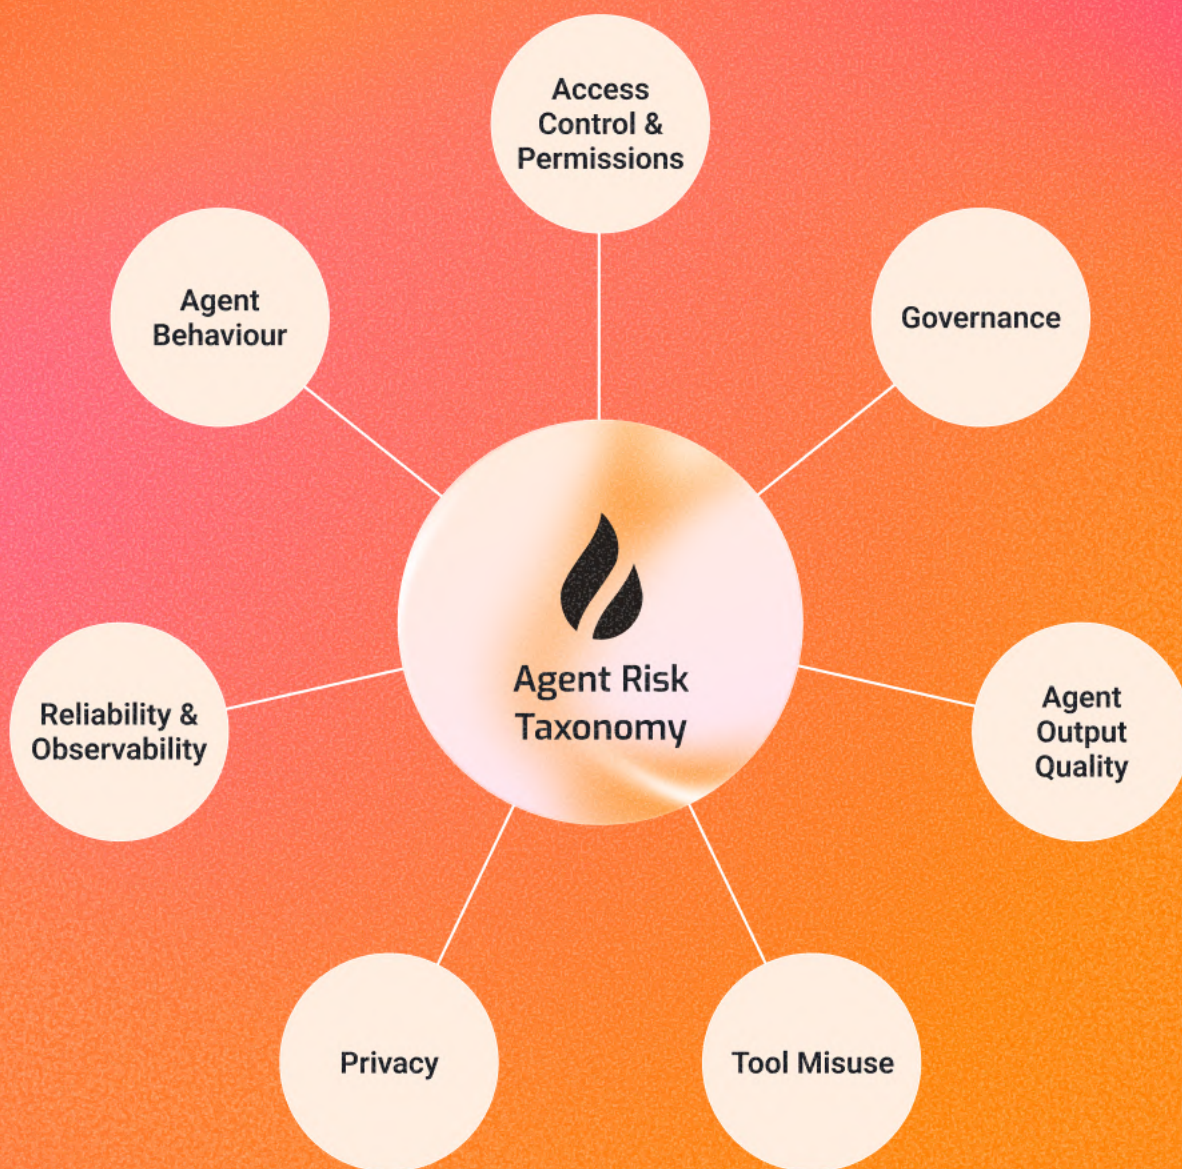 Access
Control &
Permissions
Agent
Behaviour
Governance
Agent Risk
Taxonomy
Reliability &
Observability
Agent
Output
Quality
Privacy
Tool Misuse